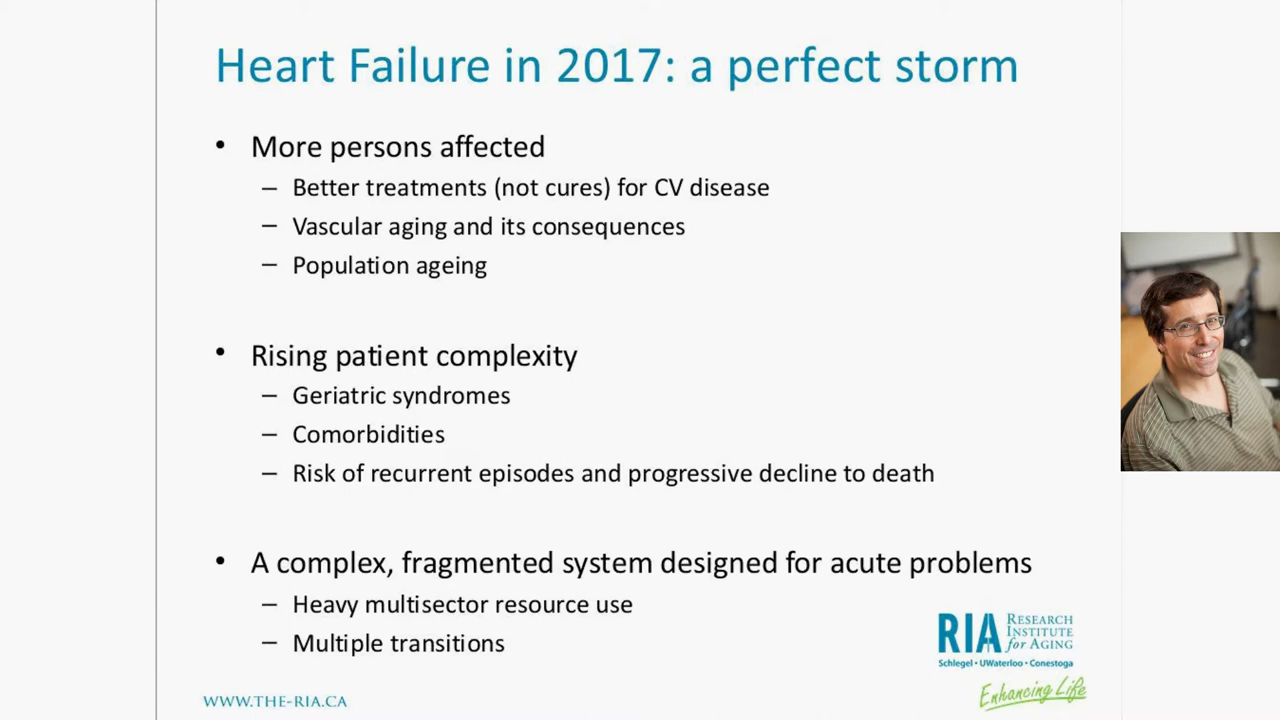 Heart Failure in 2017: a perfect storm
• More persons affected
– Better treatments (not cures) for CV disease
– Vascular aging and its consequences
– Population ageing
• Rising patient complexity
– Geriatric syndromes
– Comorbidities
– Risk of recurrent episodes and progressive decline to death
• A complex, fragmented system designed for acute problems
– Heavy multisector resource use
– Multiple transitions
RIA RESEARCH
INSTITUTE
for AGING
Schlegel • UWaterloo • Conestoga
Enhancing Life
WWW.THE-RIA.CA